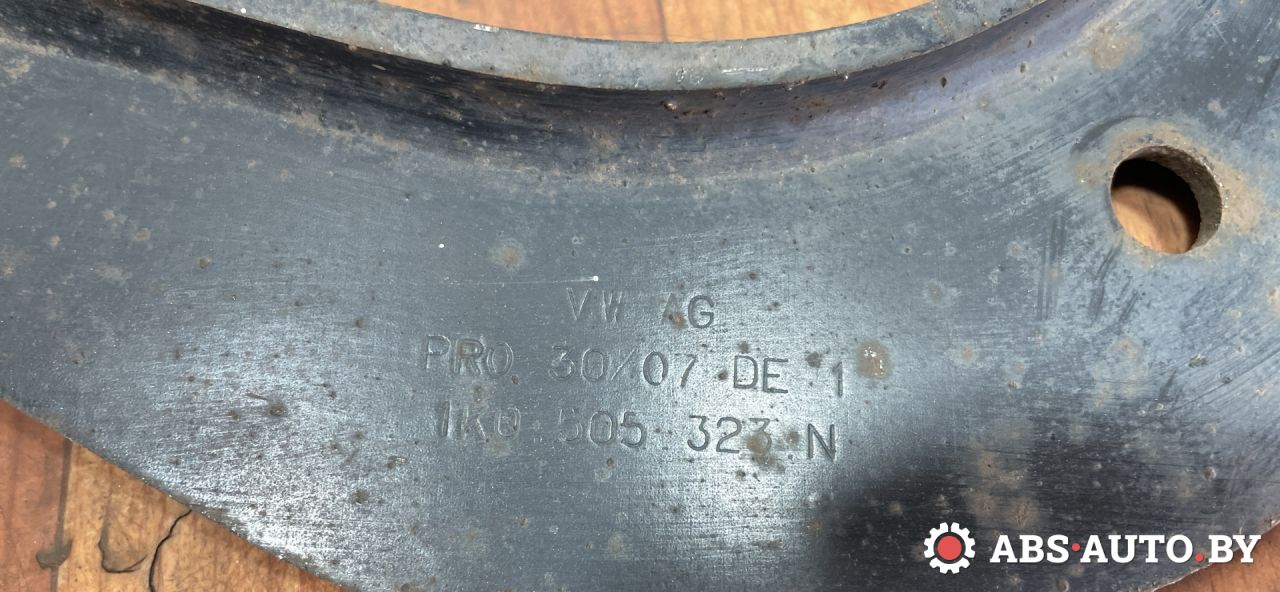 VW AG
PRO 30/07 DE 1
1K0 505 323 N
ABS·AUTO.BY